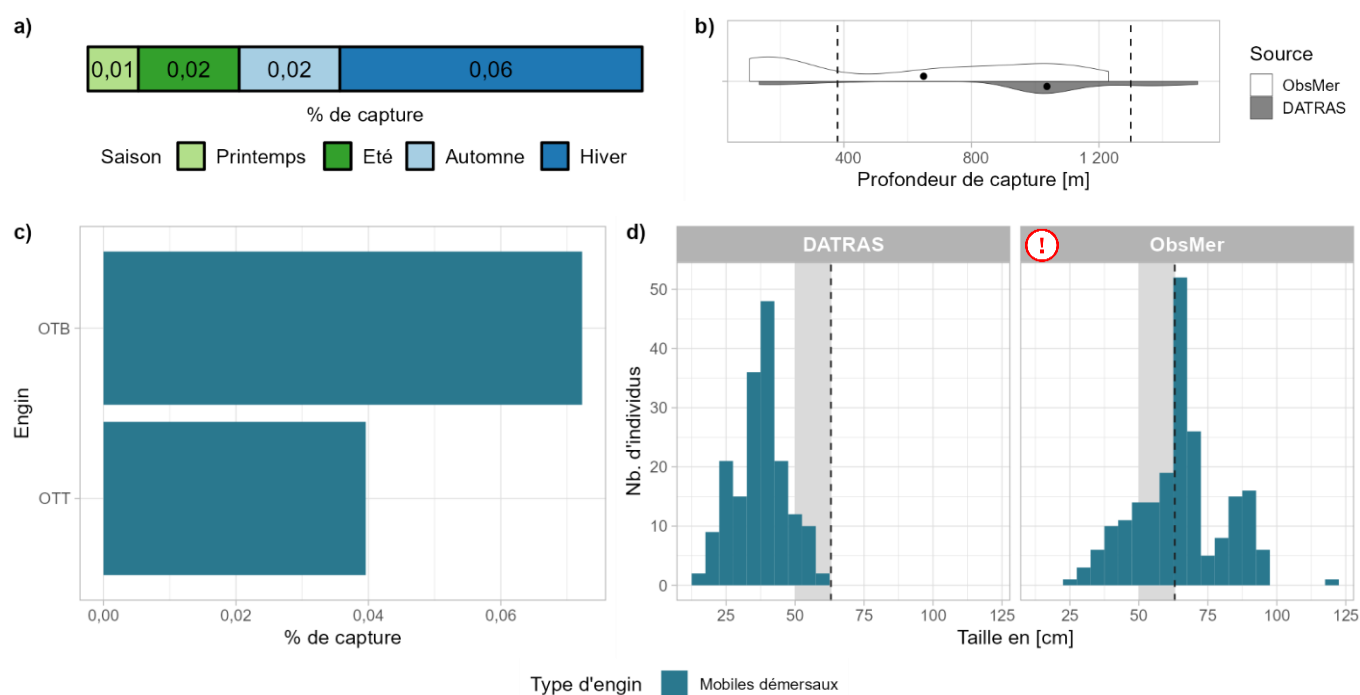 a)
0,01 0,02 0,02 0,06
% de capture
Saison Printemps Eté Automne Hiver
b)
400 800 1 200
Profondeur de capture [m]
Source
ObsMer
DATRAS
c)
Engin
OTB
OTT
0,00 0,02 0,04 0,06
% de capture
d)
DATRAS
! ObsMer
Nb. d'individus
50
40
30
20
10
0
25 50 75 100 125 25 50 75 100 125
Taille en [cm]
Type d'engin Mobiles démersaux